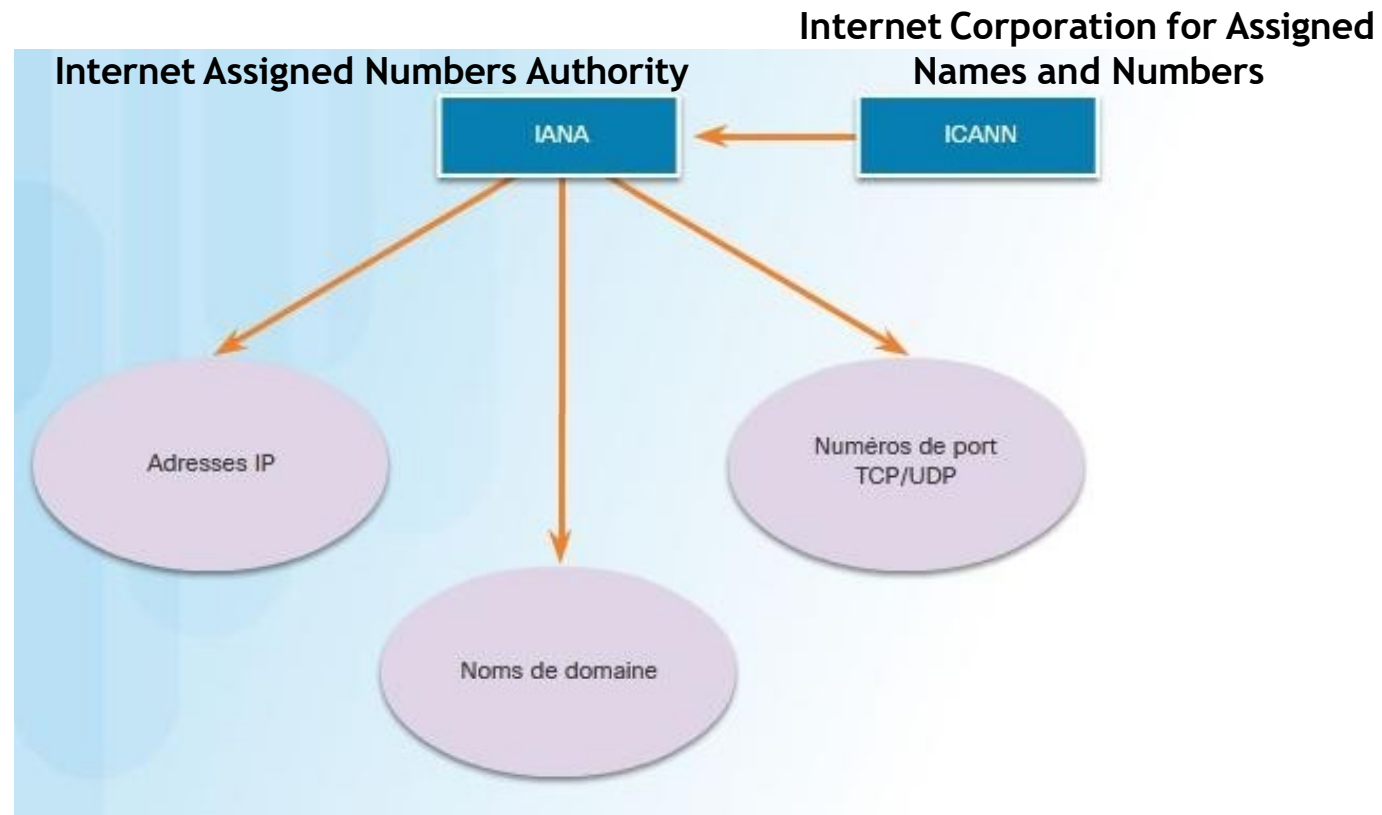 Internet Corporation for Assigned
Names and Numbers
Internet Assigned Numbers Authority
IANA
ICANN
Adresses IP
Numéros de port
TCP/UDP
Noms de domaine